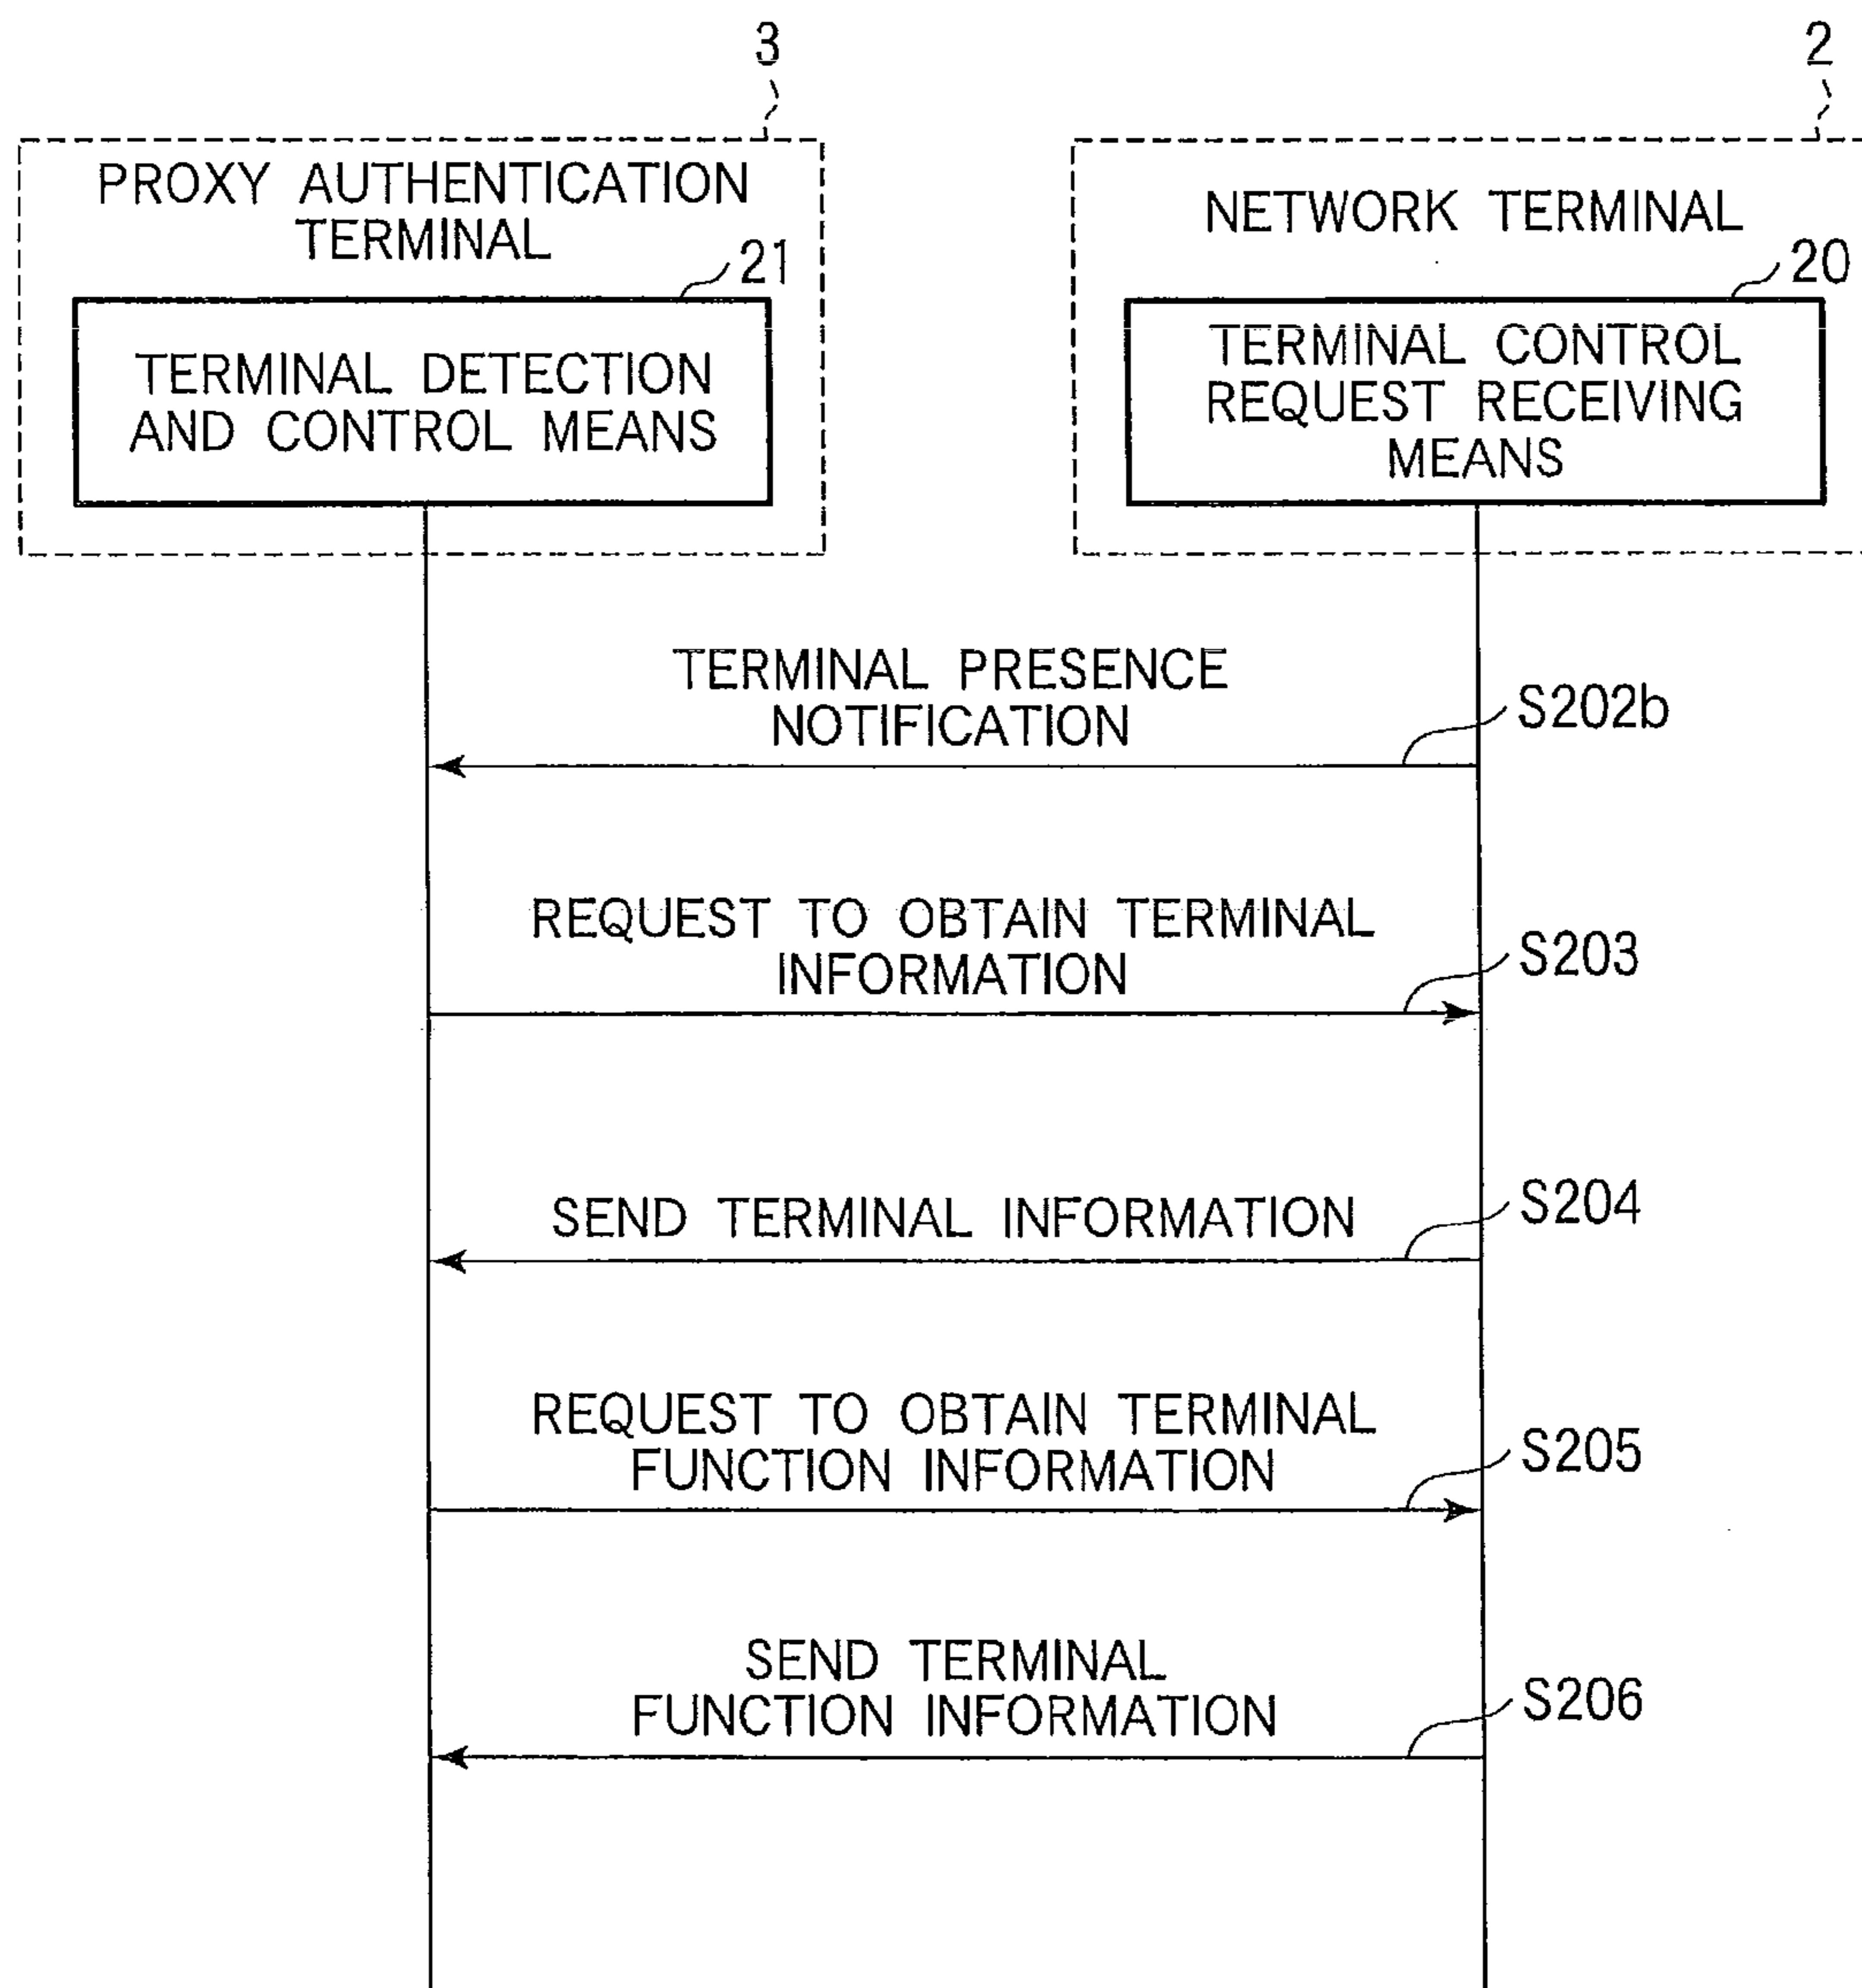 3
2
PROXY AUTHENTICATION
TERMINAL
21
TERMINAL DETECTION
AND CONTROL MEANS
NETWORK TERMINAL
20
TERMINAL CONTROL
REQUEST RECEIVING
MEANS
TERMINAL PRESENCE
NOTIFICATION
S202b
REQUEST TO OBTAIN TERMINAL
INFORMATION
S203
SEND TERMINAL INFORMATION
S204
REQUEST TO OBTAIN TERMINAL
FUNCTION INFORMATION
S205
SEND TERMINAL
FUNCTION INFORMATION
S206